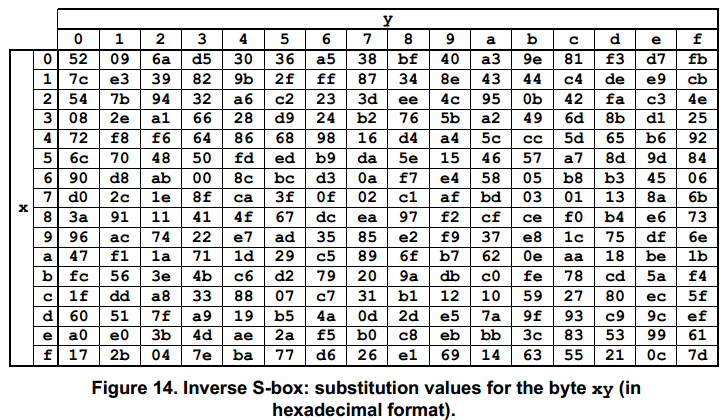 y
0 1 2 3 4 5 6 7 8 9 a b c d e f
0 52 09 6a d5 30 36 a5 38 bf 40 a3 9e 81 f3 d7 fb
1 7c e3 39 82 9b 2f ff 87 34 8e 43 44 c4 de e9 cb
2 54 7b 94 32 a6 c2 23 3d ee 4c 95 0b 42 fa c3 4e
3 08 2e a1 66 28 d9 24 b2 76 5b a2 49 6d 8b d1 25
4 72 f8 f6 64 86 68 98 16 d4 a4 5c cc 5d 65 b6 92
5 6c 70 48 50 fd ed b9 da 5e 15 46 57 a7 8d 9d 84
6 90 d8 ab 00 8c bc d3 0a f7 e4 58 05 b8 b3 45 06
x 7 d0 2c 1e 8f ca 3f 0f 02 c1 af bd 03 01 13 8a 6b
8 3a 91 11 41 4f 67 dc ea 97 f2 cf ce f0 b4 e6 73
9 96 ac 74 22 e7 ad 35 85 e2 f9 37 e8 1c 75 df 6e
a 47 f1 1a 71 1d 29 c5 89 6f b7 62 0e aa 18 be 1b
b fc 56 3e 4b c6 d2 79 20 9a db c0 fe 78 cd 5a f4
c 1f dd a8 33 88 07 c7 31 b1 12 10 59 27 80 ec 5f
d 60 51 7f a9 19 b5 4a 0d 2d e5 7a 9f 93 c9 9c ef
e a0 e0 3b 4d ae 2a f5 b0 c8 eb bb 3c 83 53 99 61
f 17 2b 04 7e ba 77 d6 26 e1 69 14 63 55 21 0c 7d
Figure 14. Inverse S-box: substitution values for the byte xy (in
hexadecimal format).